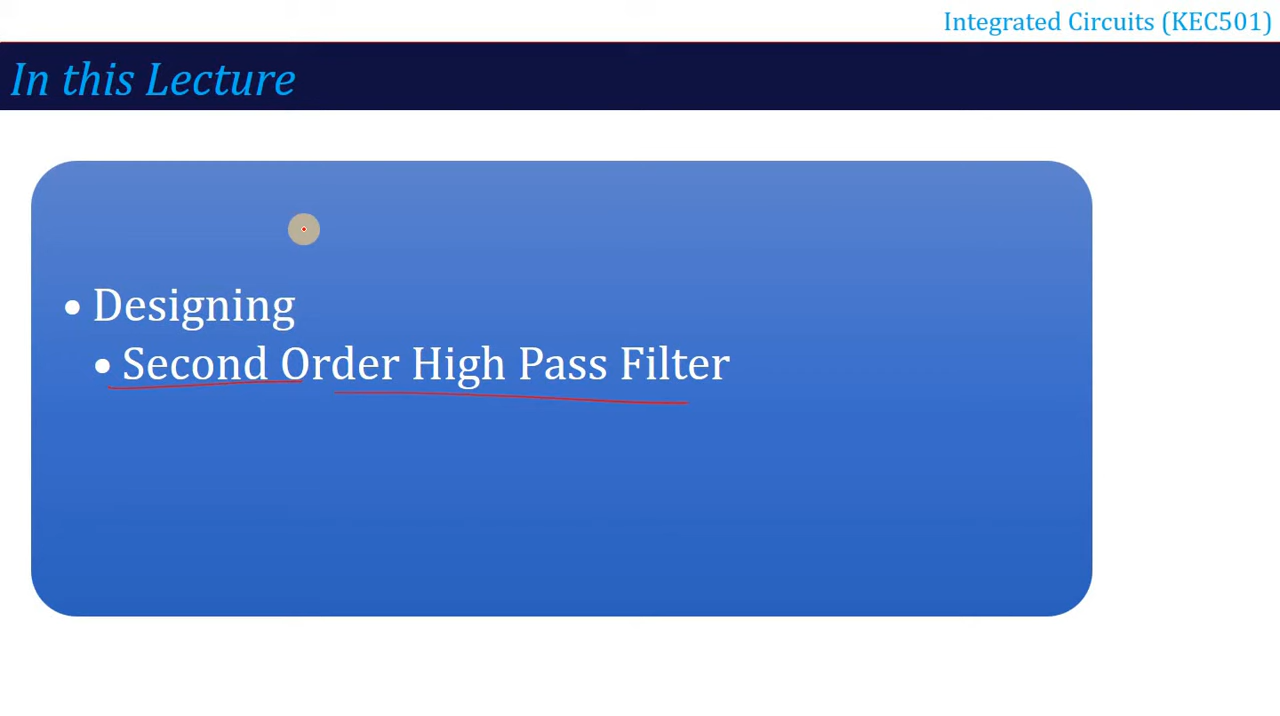 Integrated Circuits (KEC501)
In this Lecture
• Designing
• Second Order High Pass Filter